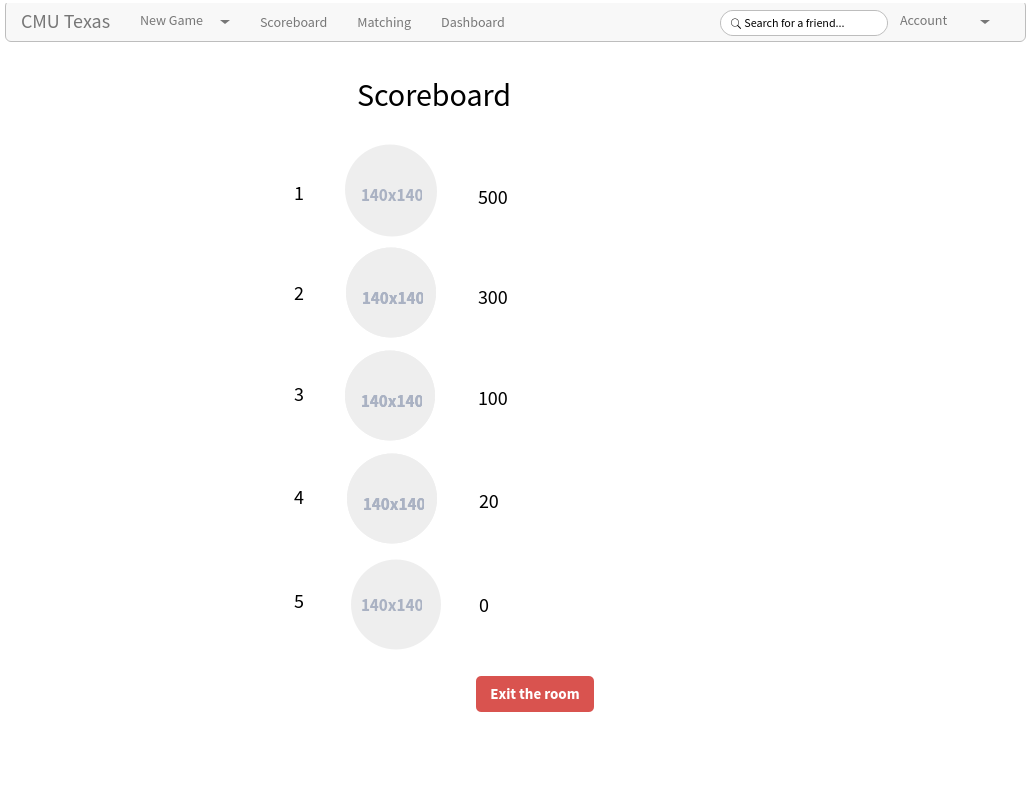 CMU Texas New Game Scoreboard Matching Dashboard Search for a friend... Account
Scoreboard
1 140x140 500
2 140x140 300
3 140x140 100
4 140x140 20
5 140x140 0
Exit the room